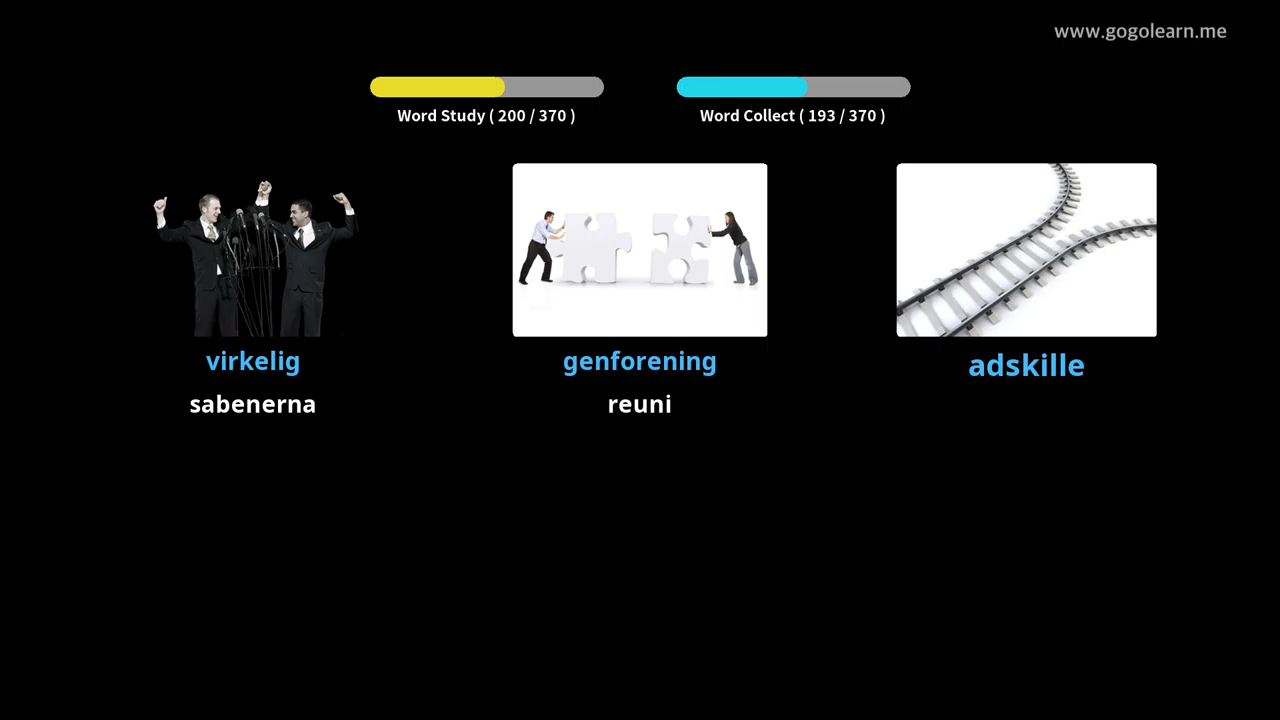 www.gogolearn.me
Word Study ( 200 / 370 )
Word Collect ( 193 / 370 )
virkelig
genforening
adskille
sabenerna
reuni